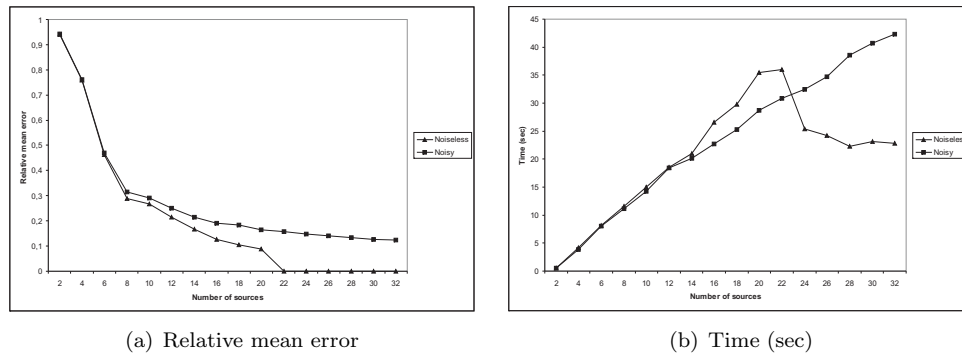 1
0,9
0,8
0,7
0,6
0,5
0,4
0,3
0,2
0,1
0
Relative mean error
2 4 6 8 10 12 14 16 18 20 22 24 26 28 30 32
Number of sources
Noiseless
Noisy
(a) Relative mean error
45
40
35
30
25
20
15
10
5
0
Time (sec)
2 4 6 8 10 12 14 16 18 20 22 24 26 28 30 32
Number of sources
Noiseless
Noisy
(b) Time (sec)